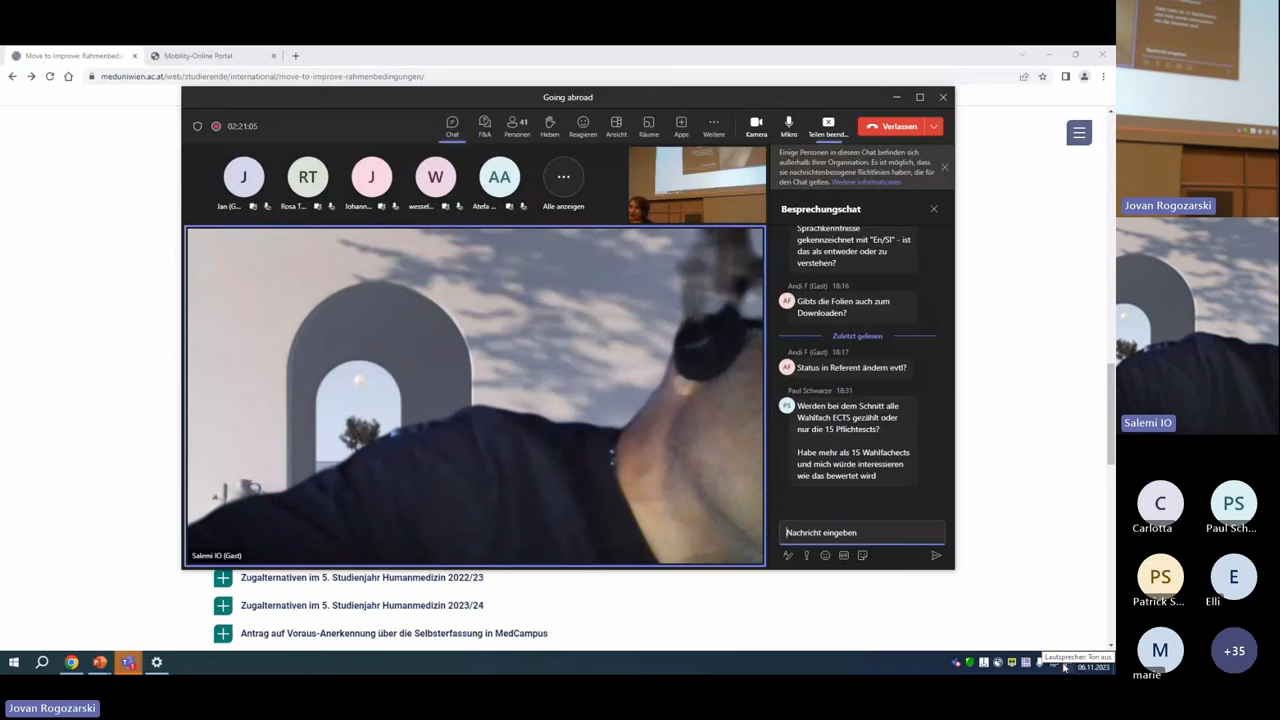 Move to Improve: Rahmenbedi
Mobility-Online Portal
meduniwien.ac.at/web/studierende/international/move-to-improve-rahmenbedingungen/
Going abroad
02:21:05
Chat
F&A
41
Personen
Heben
Reagieren
Ansicht
Räume
Apps
Weitere
Kamera
Mikro
Teilen beend...
Verlassen
J
RT
J
W
AA
...
Jan (G...
Rosa T...
Johann...
wessel...
Atefa ...
Alle anzeigen
Einige Personen in diesem Chat befinden sich
außerhalb Ihrer Organisation. Es ist möglich, dass
sie nachrichtenbezogene Richtlinien haben, die für
den Chat gelten. Weitere Informationen
Besprechungschat
Sprachkenntnisse
gekennzeichnet mit "En/Sl" - ist
das als entweder oder zu
verstehen?
Andi F (Gast) 18:16
AF
Gibts die Folien auch zum
Downloaden?
Zuletzt gelesen
Andi F (Gast) 18:17
AF
Status in Referent ändern evtl?
Paul Schwarze 18:31
PS
Werden bei dem Schnitt alle
Wahlfach ECTS gezählt oder
nur die 15 Pflichtescts?
Habe mehr als 15 Wahlfachects
und mich würde interessieren
wie das bewertet wird
Nachricht eingeben
Salemi IO (Gast)
Zugalternativen im 5. Studienjahr Humanmedizin 2022/23
Zugalternativen im 5. Studienjahr Humanmedizin 2023/24
Antrag auf Voraus-Anerkennung über die Selbsterfassung in MedCampus
Lautsprecher: Ton aus
06.11.2023
Jovan Rogozarski
Jovan Rogozarski
Salemi IO
C
Carlotta
PS
Paul Sch...
PS
Patrick S...
E
Elli
M
marie
+35